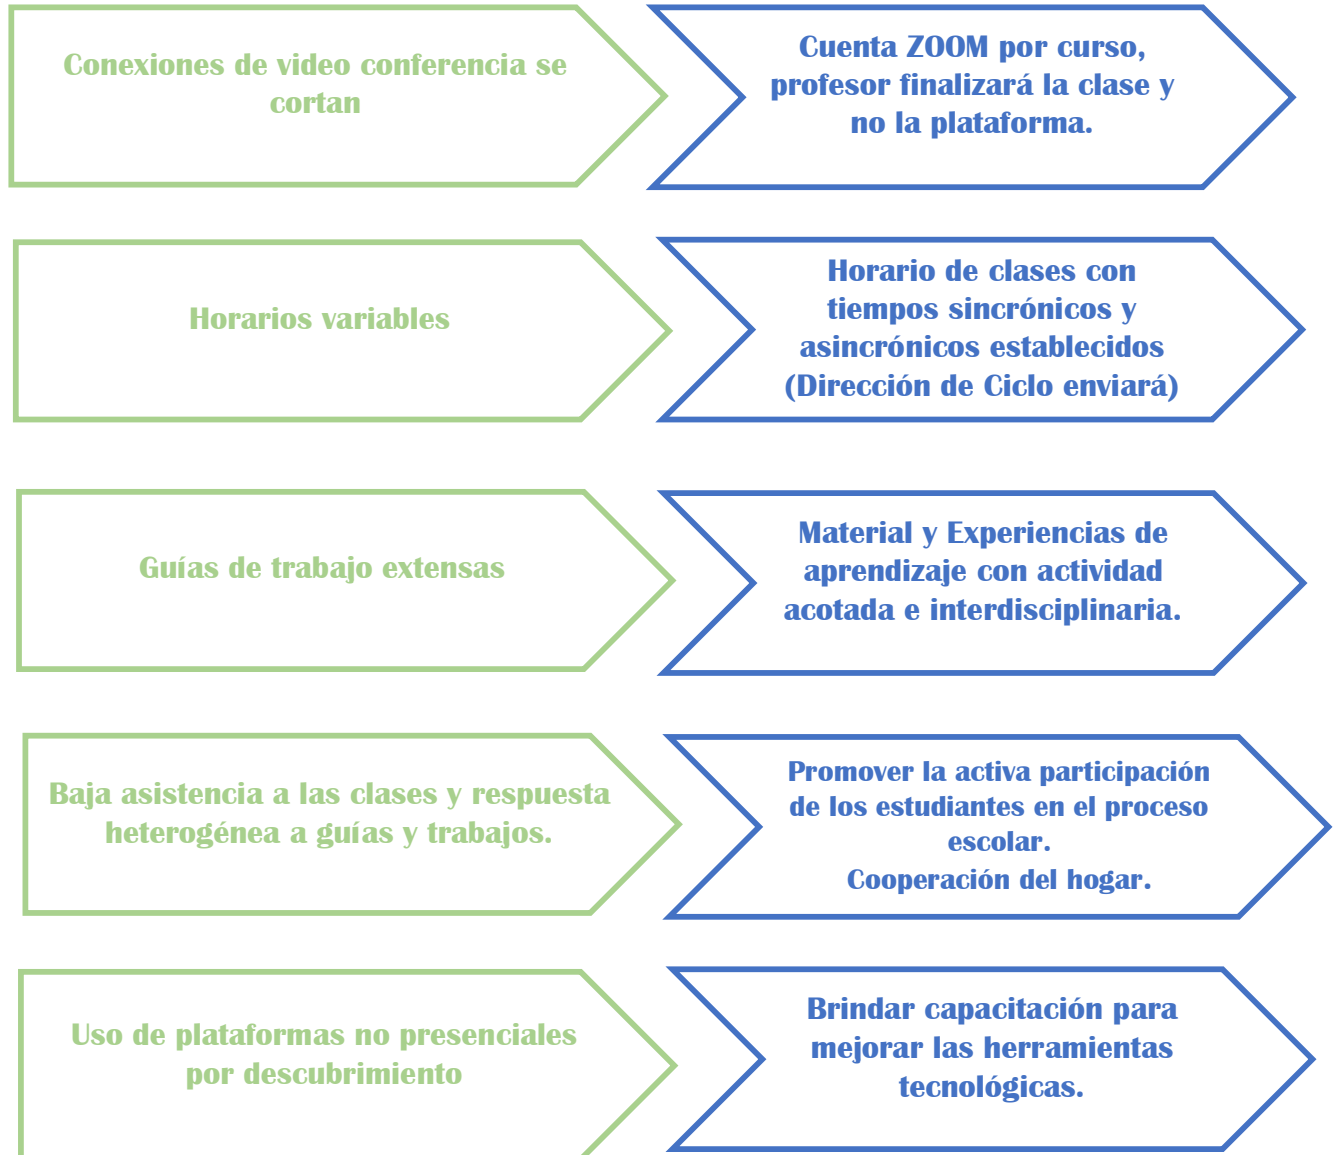 Conexiones de video conferencia se
cortan
Cuenta ZOOM por curso,
profesor finalizará la clase y
no la plataforma.
Horarios variables
Horario de clases con
tiempos sincrónicos y
asincrónicos establecidos
(Dirección de Ciclo enviará)
Guías de trabajo extensas
Material y Experiencias de
aprendizaje con actividad
acotada e interdisciplinaria.
Baja asistencia a las clases y respuesta
heterogénea a guías y trabajos.
Promover la activa participación
de los estudiantes en el proceso
escolar.
Cooperación del hogar.
Uso de plataformas no presenciales
por descubrimiento
Brindar capacitación para
mejorar las herramientas
tecnológicas.